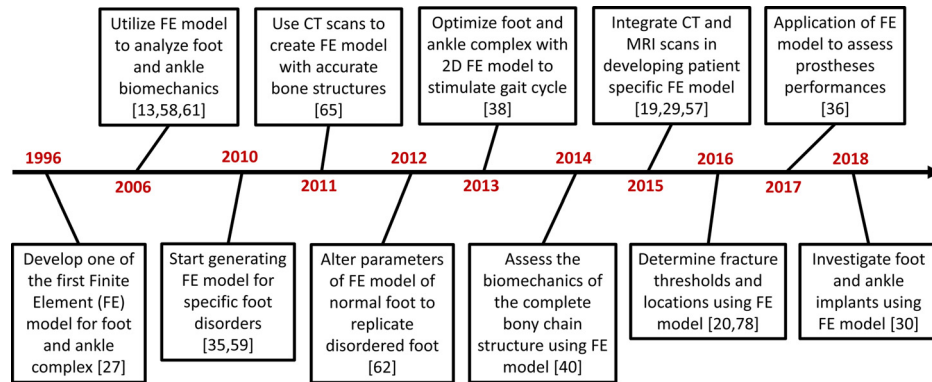 Utilize FE model
to analyze foot
and ankle
biomechanics
[13,58,61]
Use CT scans to
create FE model
with accurate
bone structures
[65]
Optimize foot and
ankle complex with
2D FE model to
stimulate gait cycle
[38]
Integrate CT and
MRI scans in
developing patient
specific FE model
[19,29,57]
Application of FE
model to assess
prostheses
performances
[36]
1996
2006
2010
2011
2012
2013
2014
2015
2016
2017
2018
Develop one of
the first Finite
Element (FE)
model for foot
and ankle
complex [27]
Start generating
FE model for
specific foot
disorders
[35,59]
Alter parameters
of FE model of
normal foot to
replicate
disordered foot
[62]
Assess the
biomechanics of
the complete
bony chain
structure using FE
model [40]
Determine fracture
thresholds and
locations using FE
model [20,78]
Investigate foot
and ankle
implants using
FE model [30]